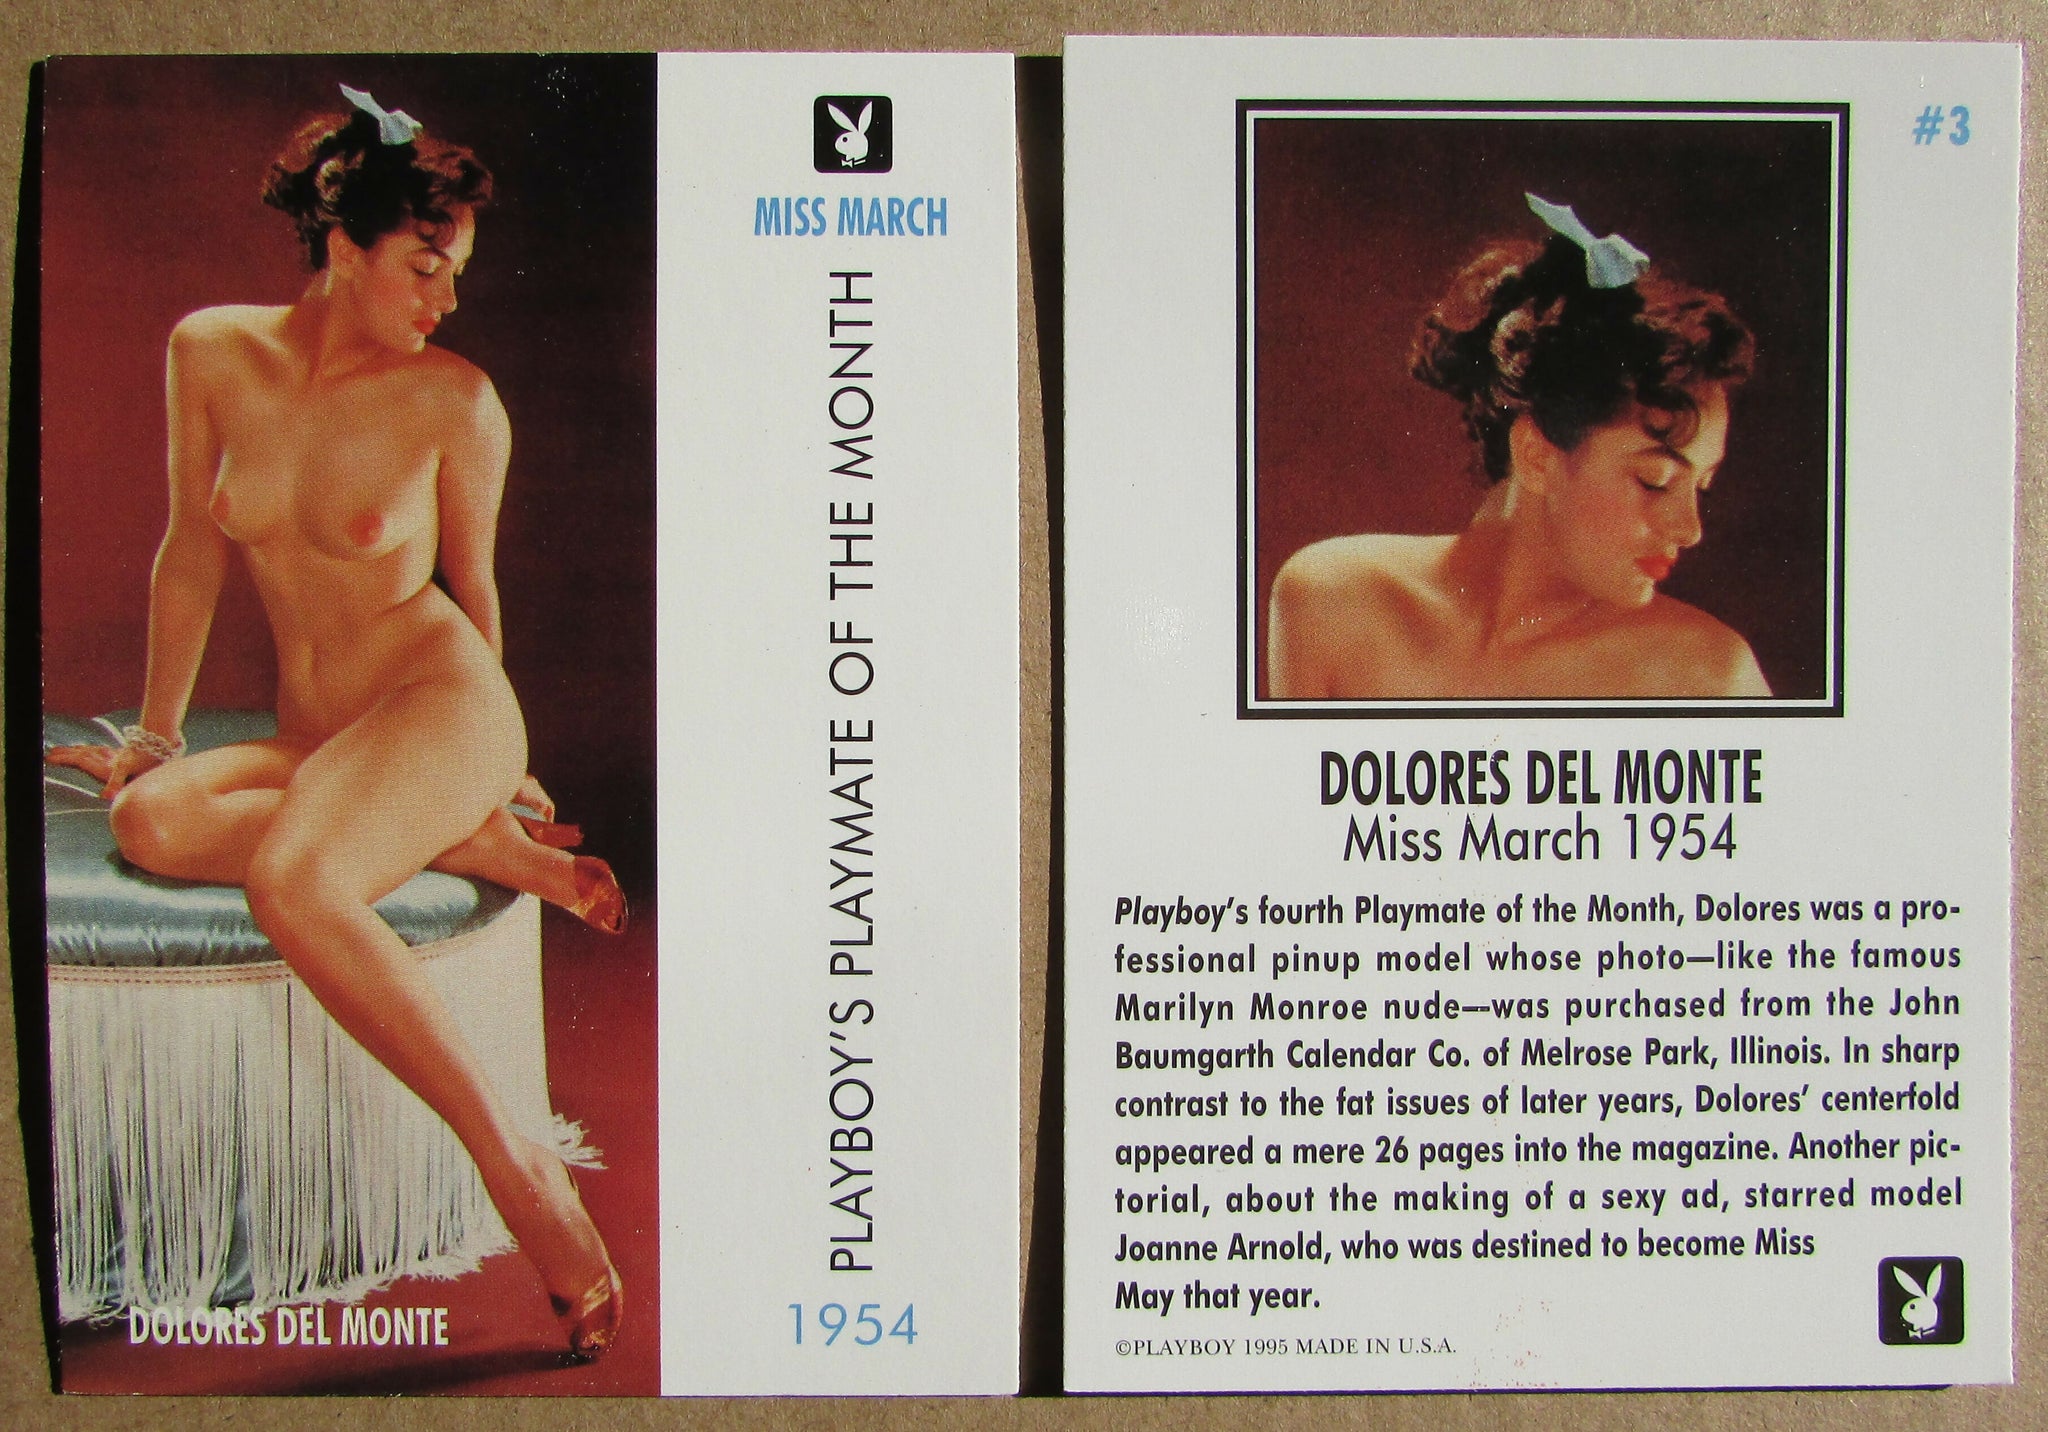 MISS MARCH
PLAYBOY'S PLAYMATE OF THE MONTH
1954
DOLORES DEL MONTE
#3
DOLORES DEL MONTE
Miss March 1954
Playboy's fourth Playmate of the Month, Dolores was a pro-
fessional pinup model whose photo—like the famous
Marilyn Monroe nude—was purchased from the John
Baumgarth Calendar Co. of Melrose Park, Illinois. In sharp
contrast to the fat issues of later years, Dolores' centerfold
appeared a mere 26 pages into the magazine. Another pic-
torial, about the making of a sexy ad, starred model
Joanne Arnold, who was destined to become Miss
May that year.
©PLAYBOY 1995 MADE IN U.S.A.